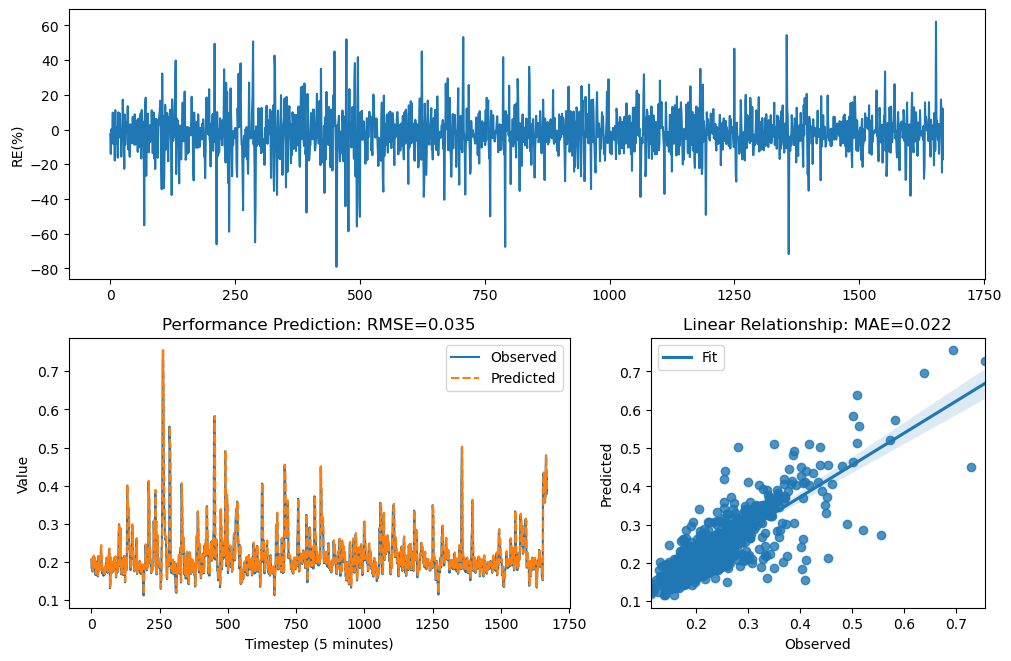 RE(%)
60
40
20
0
−20
−40
−60
−80
0 250 500 750 1000 1250 1500 1750
Performance Prediction: RMSE=0.035
Value
0.7
0.6
0.5
0.4
0.3
0.2
0.1
Observed
Predicted
0 250 500 750 1000 1250 1500 1750
Timestep (5 minutes)
Linear Relationship: MAE=0.022
Predicted
0.7
0.6
0.5
0.4
0.3
0.2
0.1
Fit
0.2 0.3 0.4 0.5 0.6 0.7
Observed